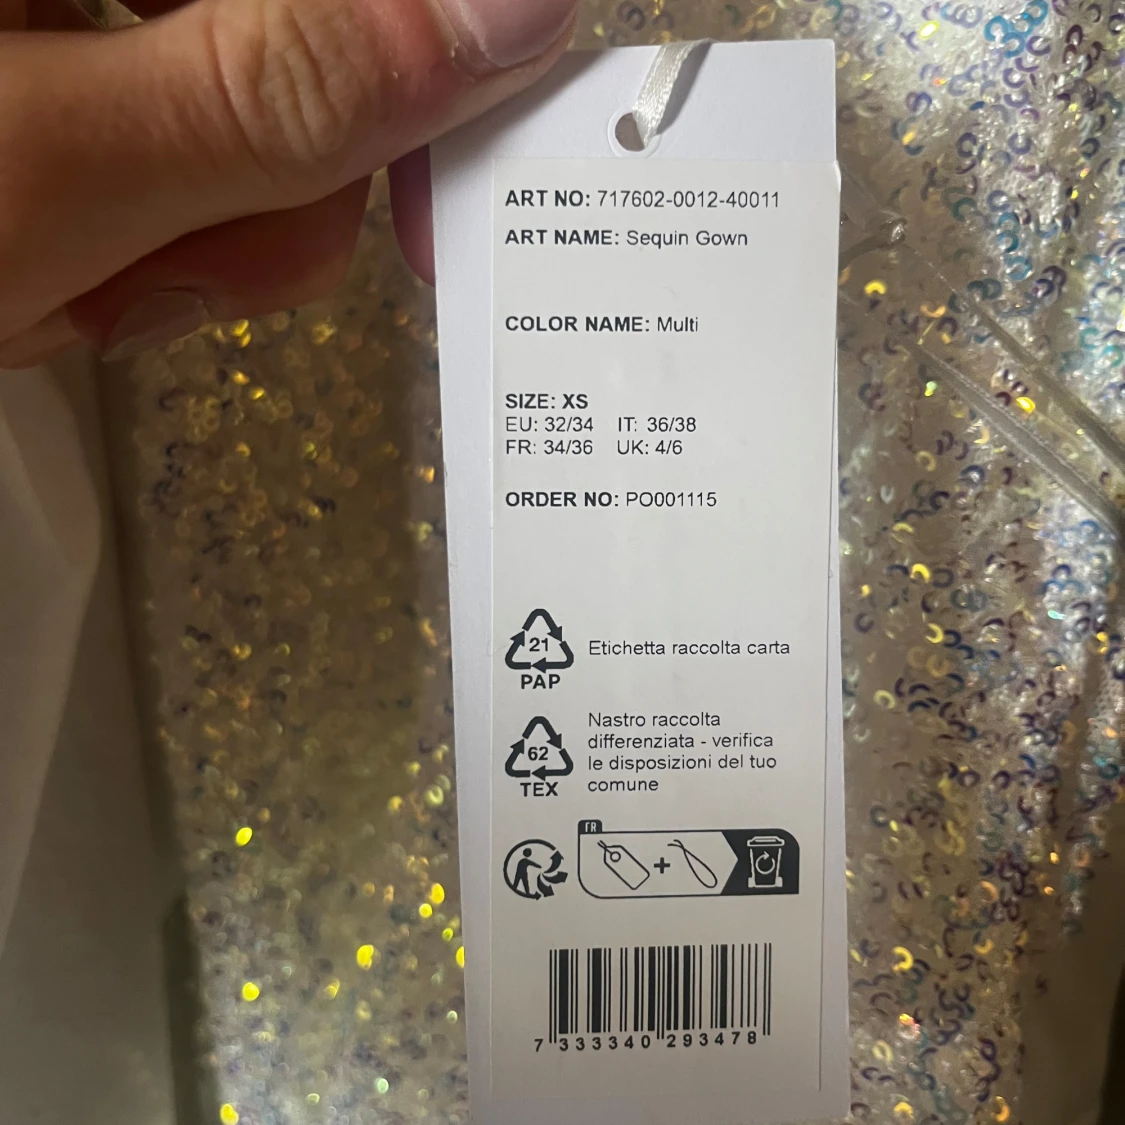 ART NO: 717602-0012-40011
ART NAME: Sequin Gown
COLOR NAME: Multi
SIZE: XS
EU: 32/34 IT: 36/38
FR: 34/36 UK: 4/6
ORDER NO: PO001115
21
PAP
Etichetta raccolta carta
62
TEX
Nastro raccolta
differenziata - verifica
le disposizioni del tuo
comune
FR
+
7 333340 293478